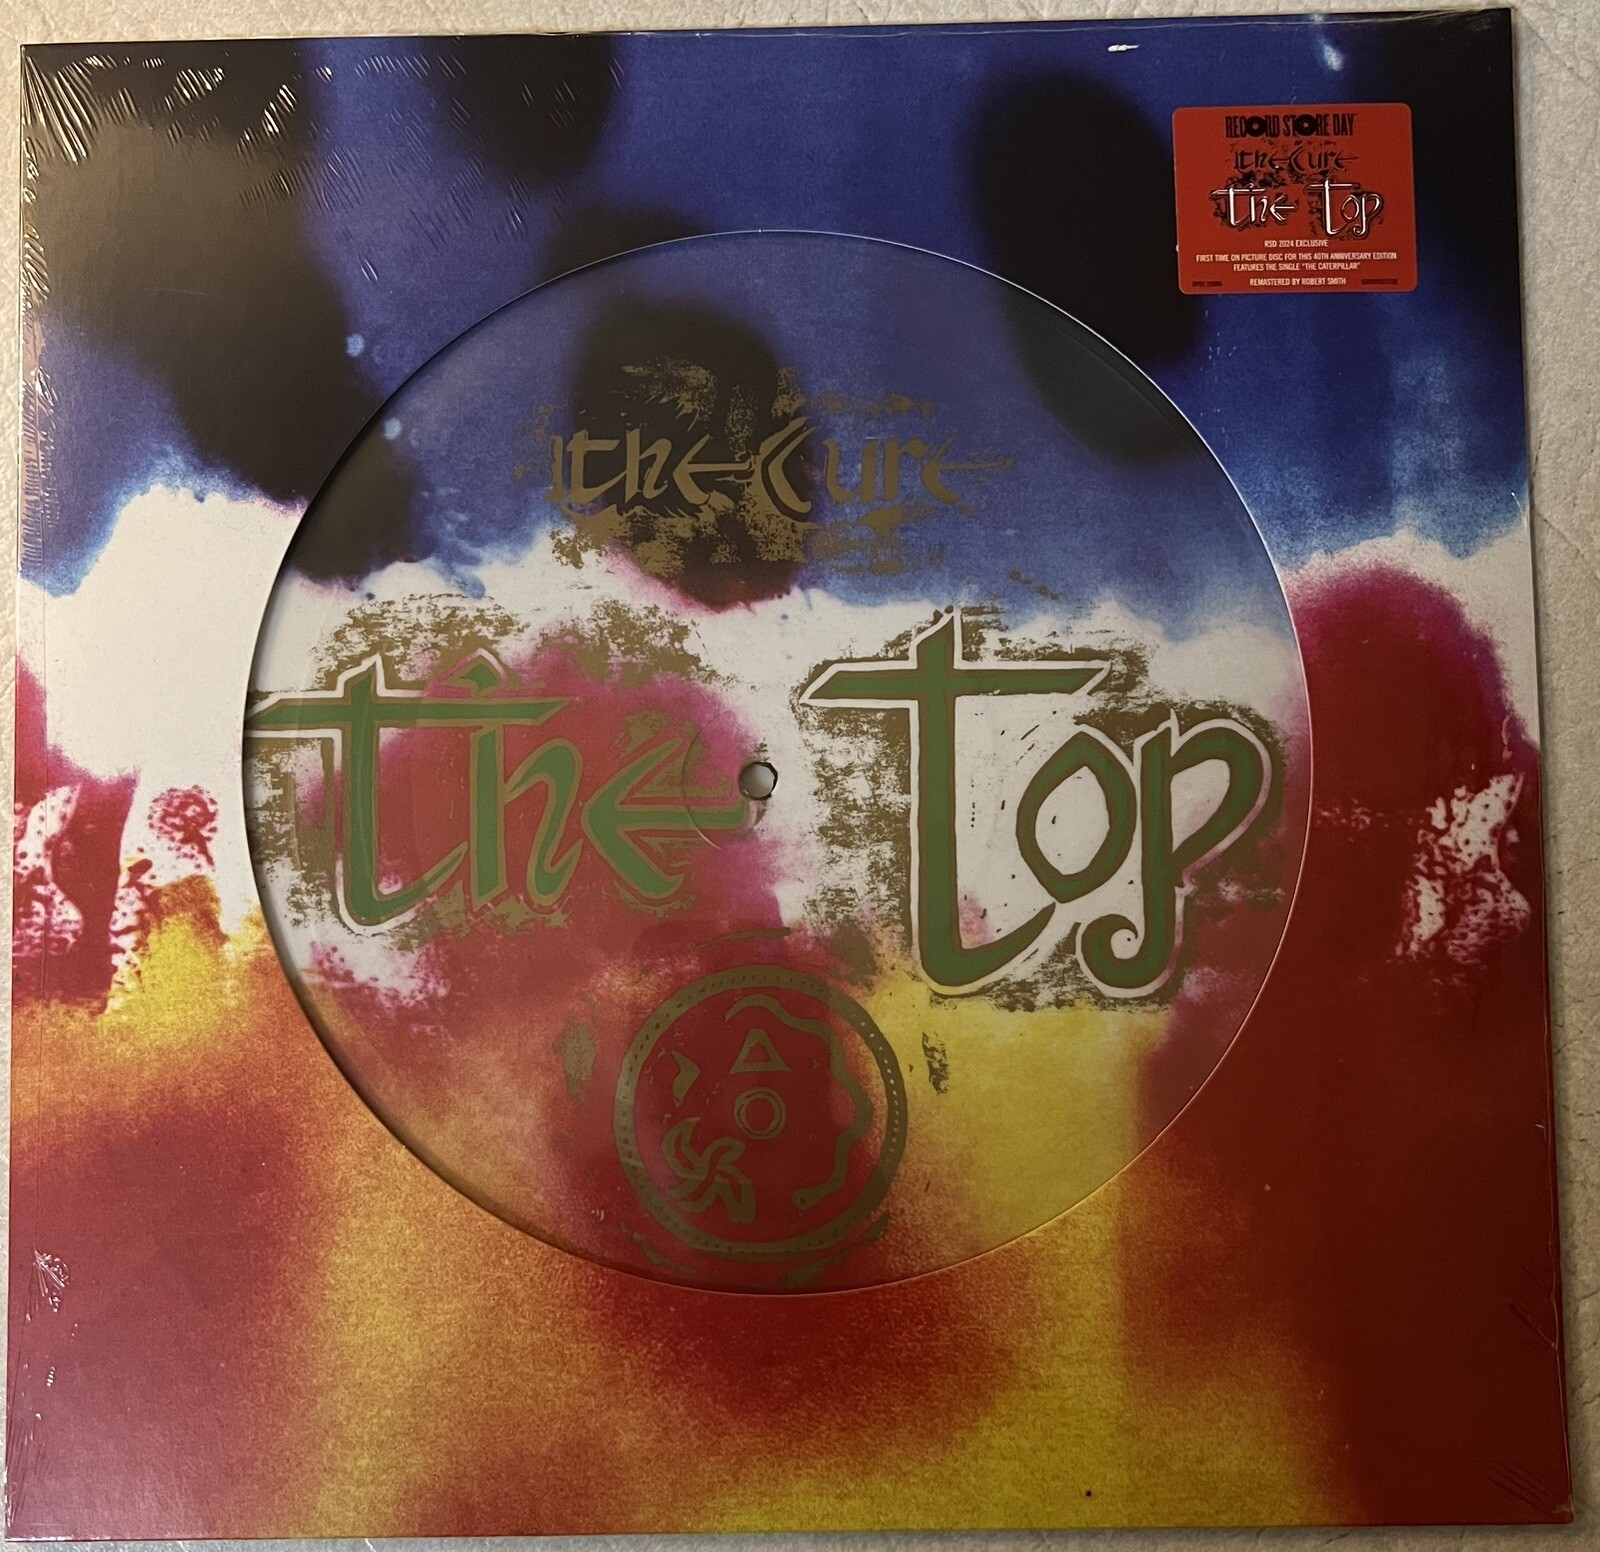 RECORD STORE DAY
the Cure
the Top
RSD 2024 EXCLUSIVE
FIRST TIME ON PICTURE DISC FOR THIS 40TH ANNIVERSARY EDITION
FEATURES THE SINGLE "THE CATERPILLAR"
REMASTERED BY ROBERT SMITH
the Cure
the Top